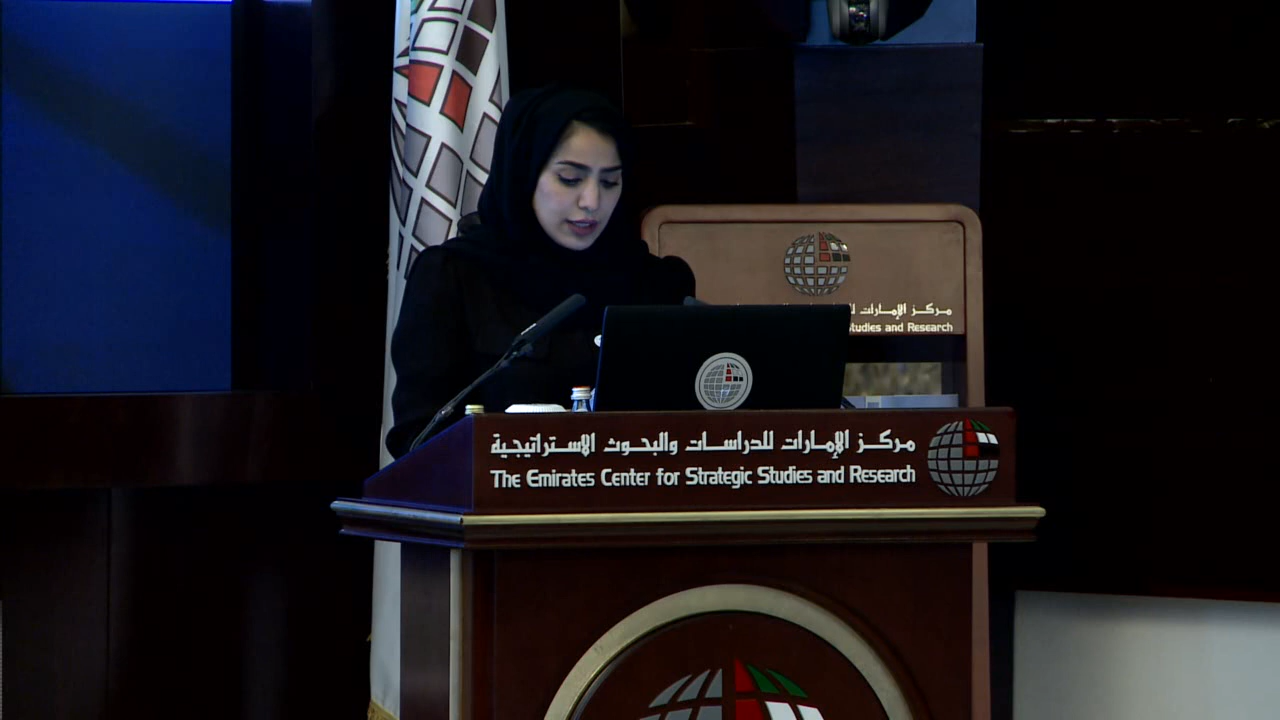 مركز الإمارات
Studies and Research
مركز الإمارات للدراسات والبحوث الاستراتيجية
The Emirates Center for Strategic Studies and Research